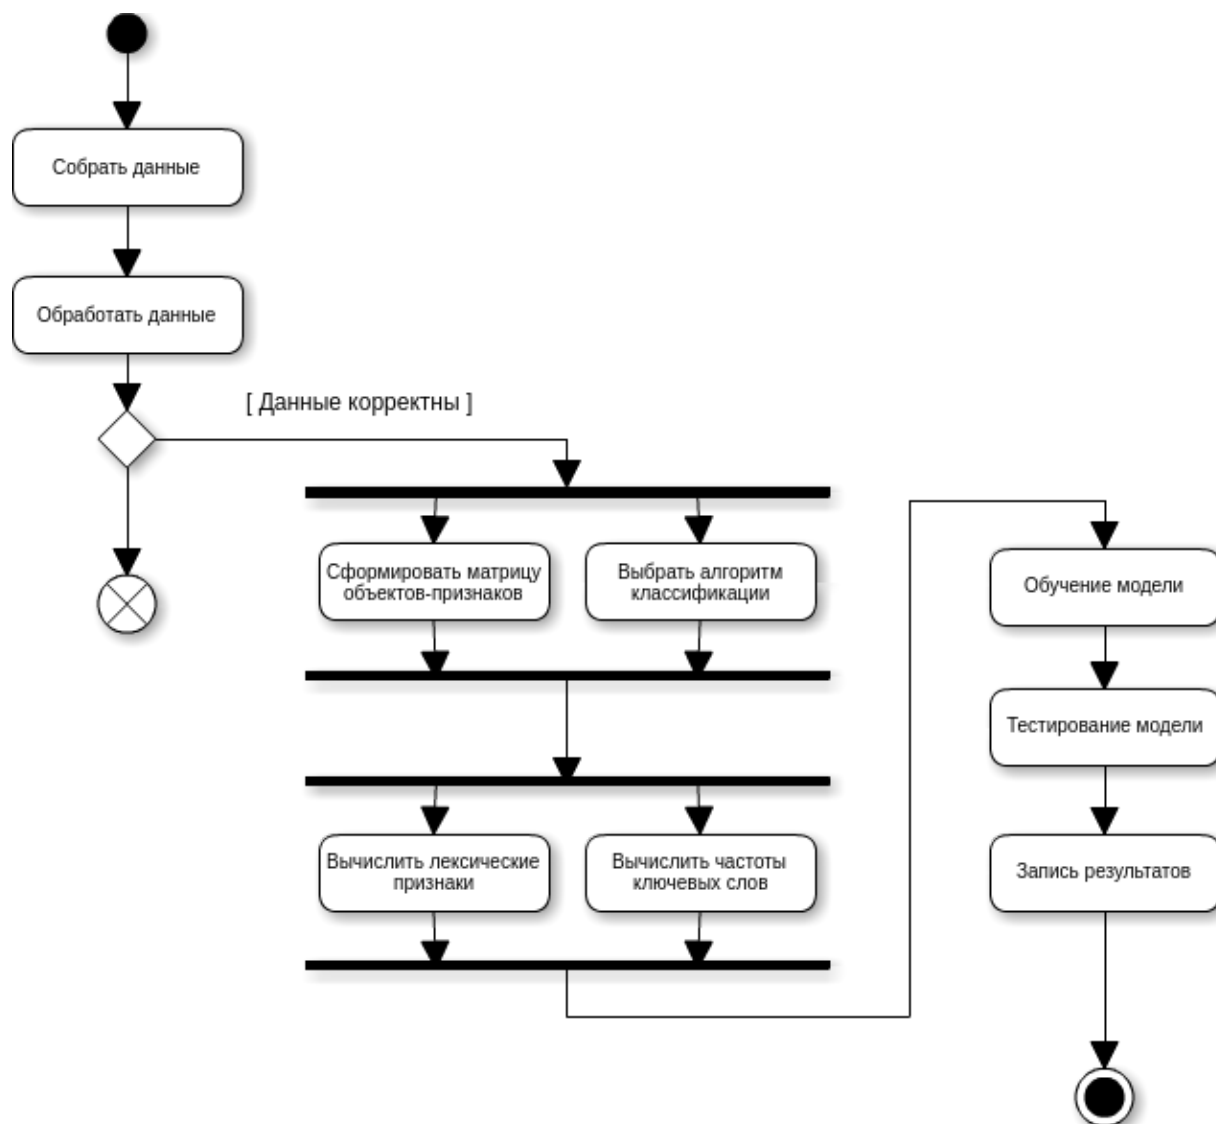 Собрать данные
Обработать данные
[ Данные корректны ]
Сформировать матрицу
объектов-признаков
Выбрать алгоритм
классификации
Вычислить лексические
признаки
Вычислить частоты
ключевых слов
Обучение модели
Тестирование модели
Запись результатов